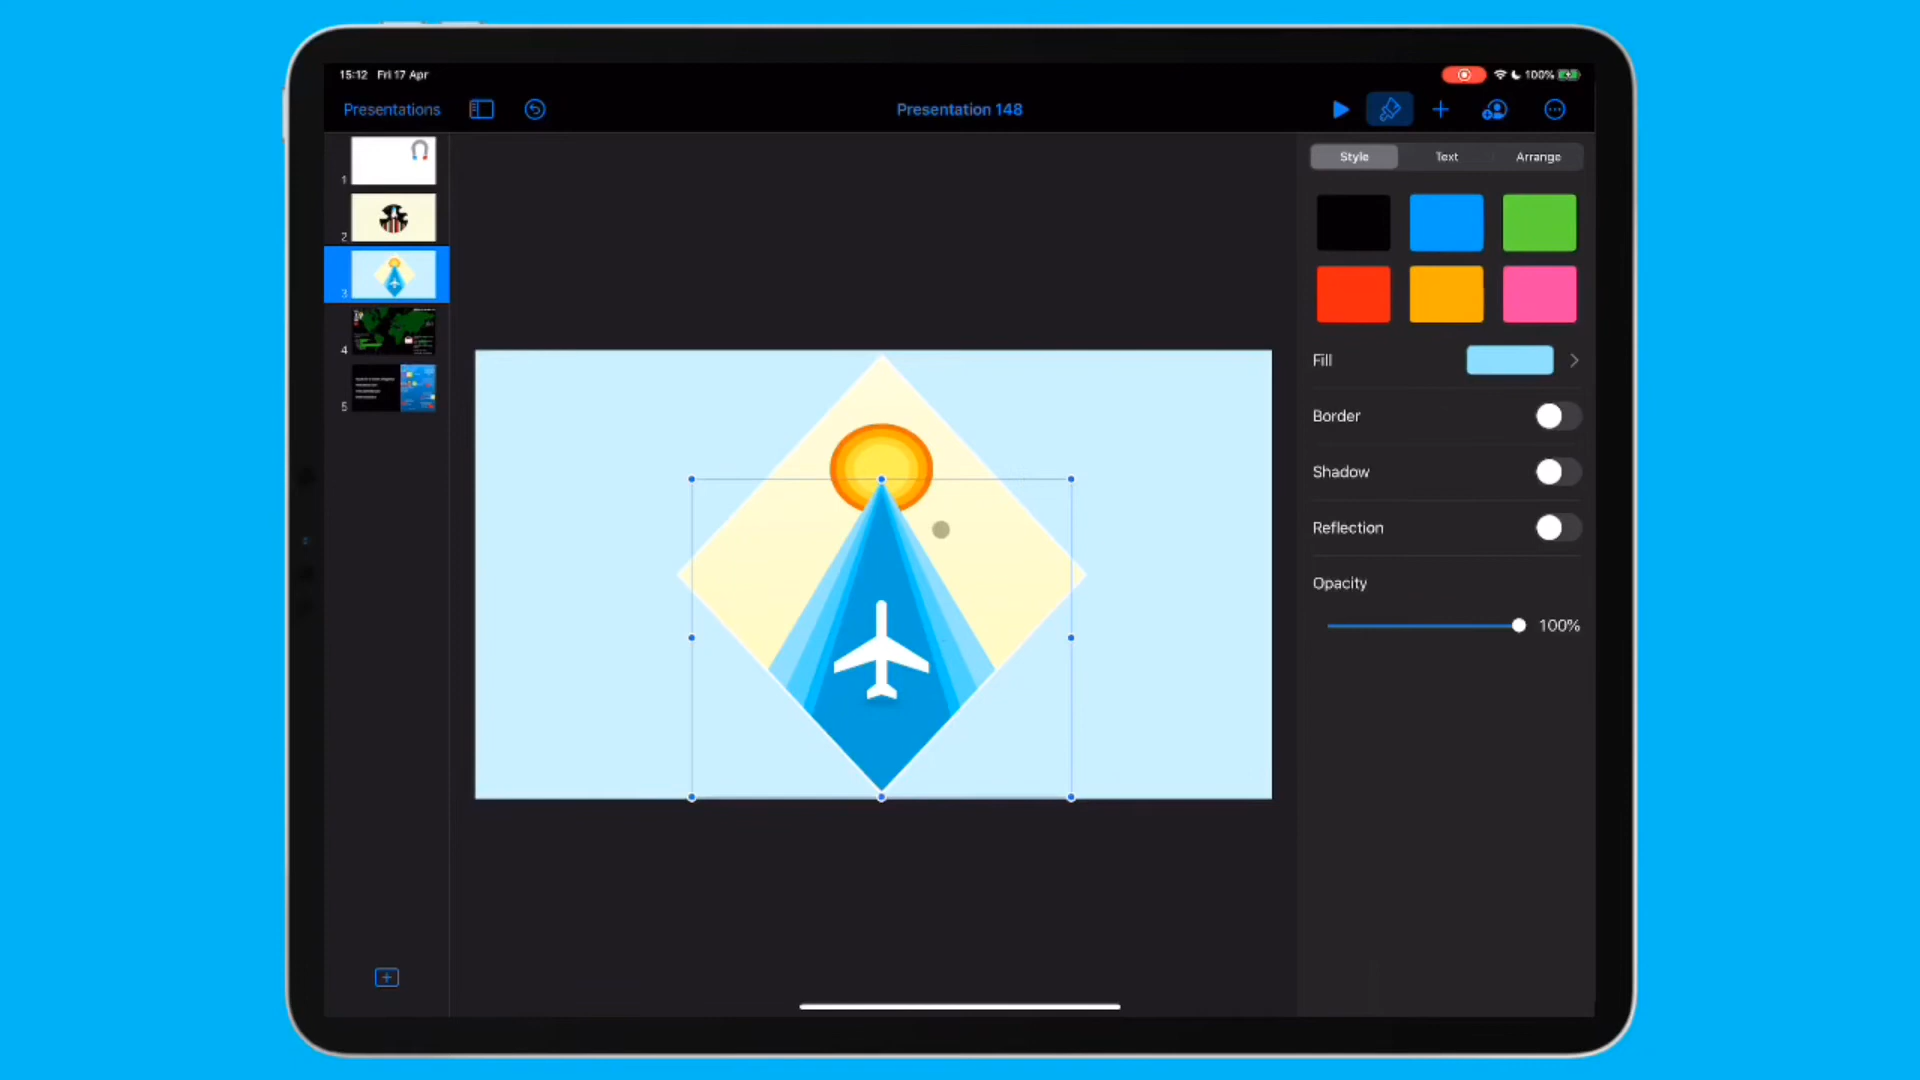 15:12 Fri 17 Apr
100%
Presentations
Presentation 148
Style
Text
Arrange
1
2
3
4
5
Fill
Border
Shadow
Reflection
Opacity
100%